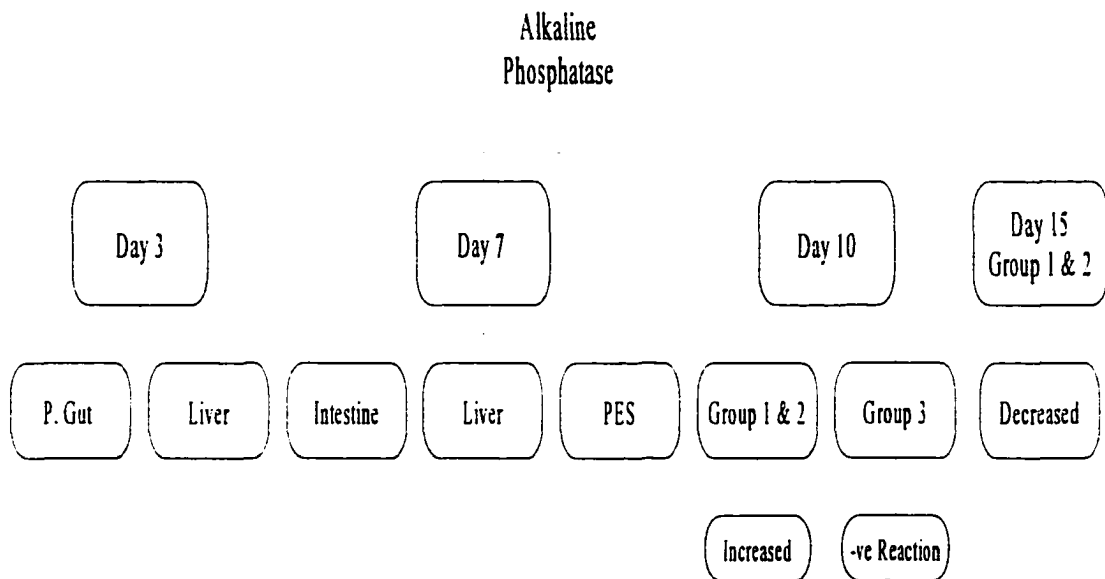 Alkaline
Phosphatase
Day 3
Day 7
Day 10
Day 15
Group 1 & 2
P. Gut
Liver
Intestine
Liver
PES
Group 1 & 2
Group 3
Decreased
Increased
-ve Reaction